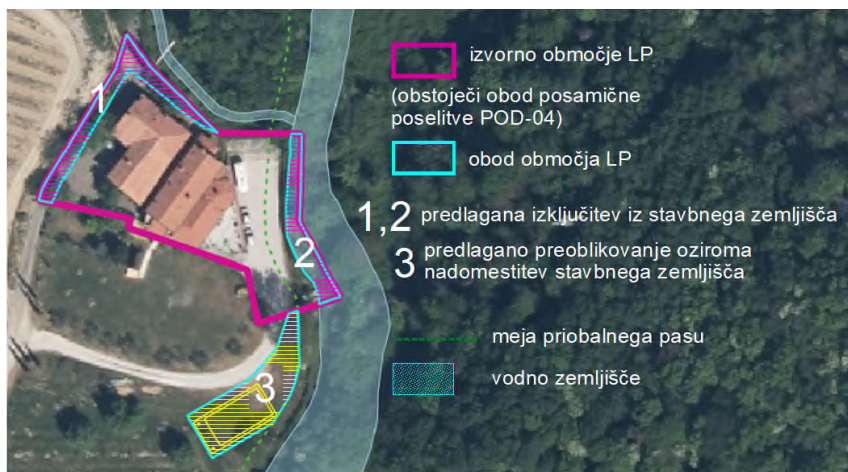 izvorno območje LP
(obstoječi obod posamične
poselitve POD-04)
obod območja LP
1,2 predlagana izključitev iz stavbnega zemljišča
3 predlagano preoblikovanje oziroma
nadomestitev stavbnega zemljišča
meja priobalnega pasu
vodno zemljišče
1
2
3